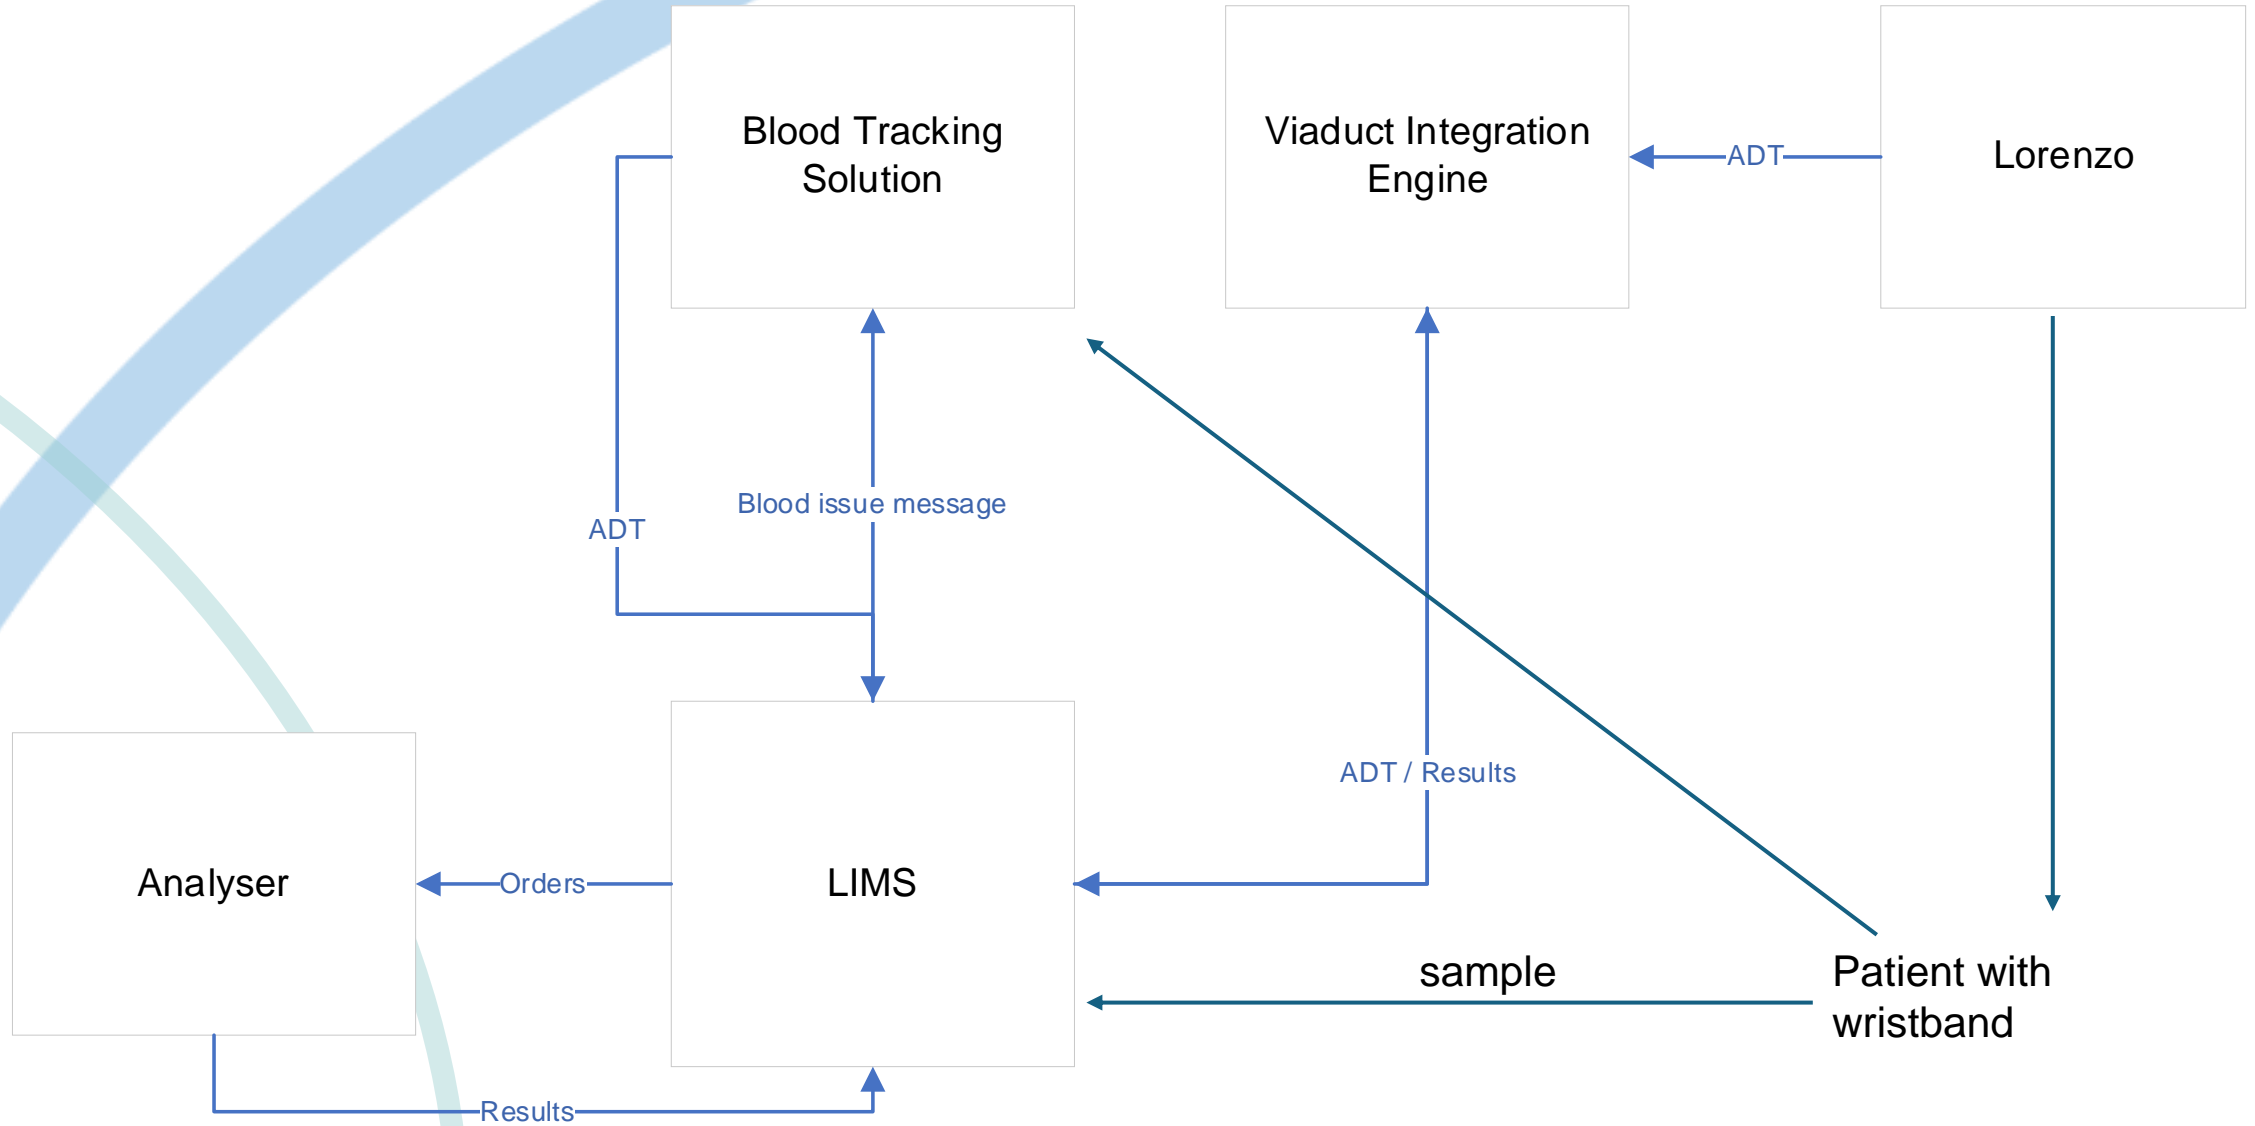 Blood Tracking
Solution
Viaduct Integration
Engine
ADT
Lorenzo
Blood issue message
ADT
ADT / Results
Analyser
Orders
LIMS
sample
Patient with
wristband
Results